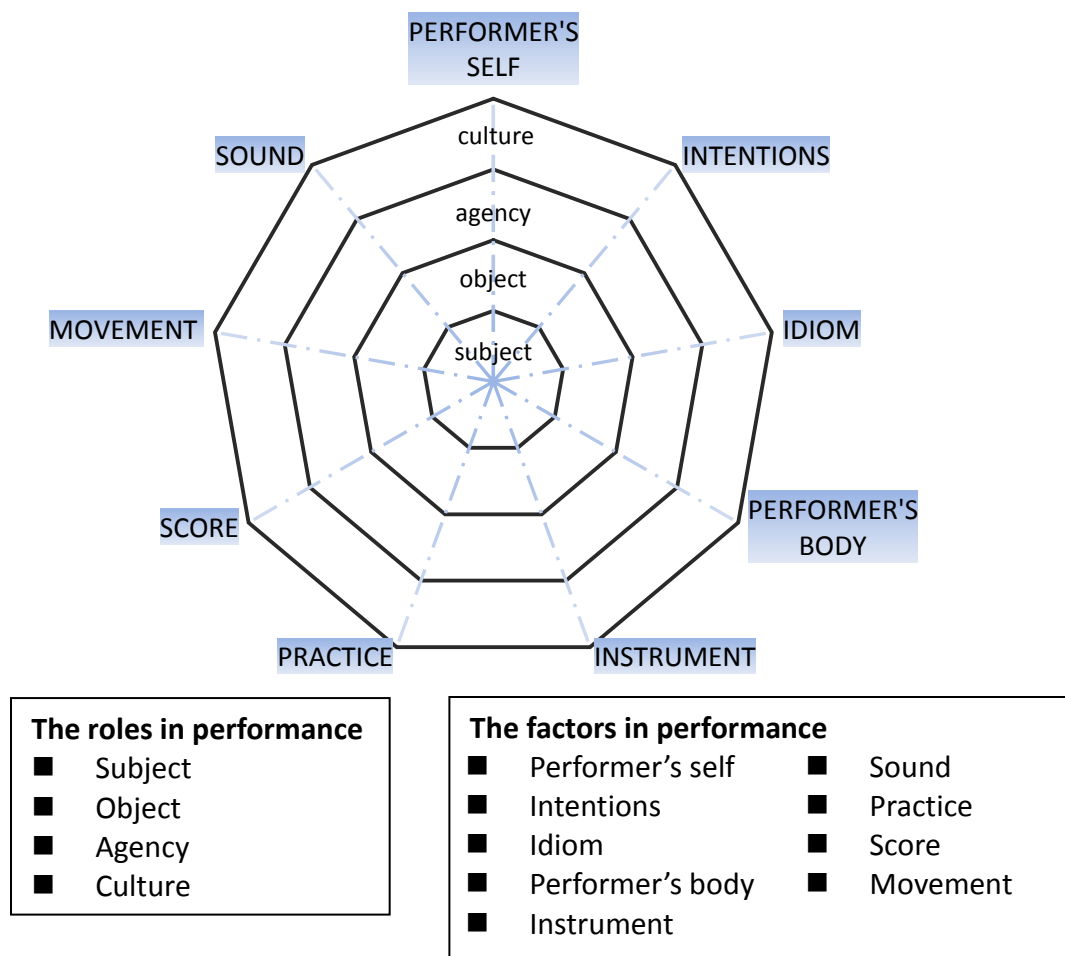 PERFORMER'S
SELF
culture
SOUND
INTENTIONS
agency
object
MOVEMENT
IDIOM
subject
SCORE
PERFORMER'S
BODY
PRACTICE
INSTRUMENT
The roles in performance
■ Subject
■ Object
■ Agency
■ Culture
The factors in performance
■ Performer’s self
■ Intentions
■ Idiom
■ Performer’s body
■ Instrument
■ Sound
■ Practice
■ Score
■ Movement